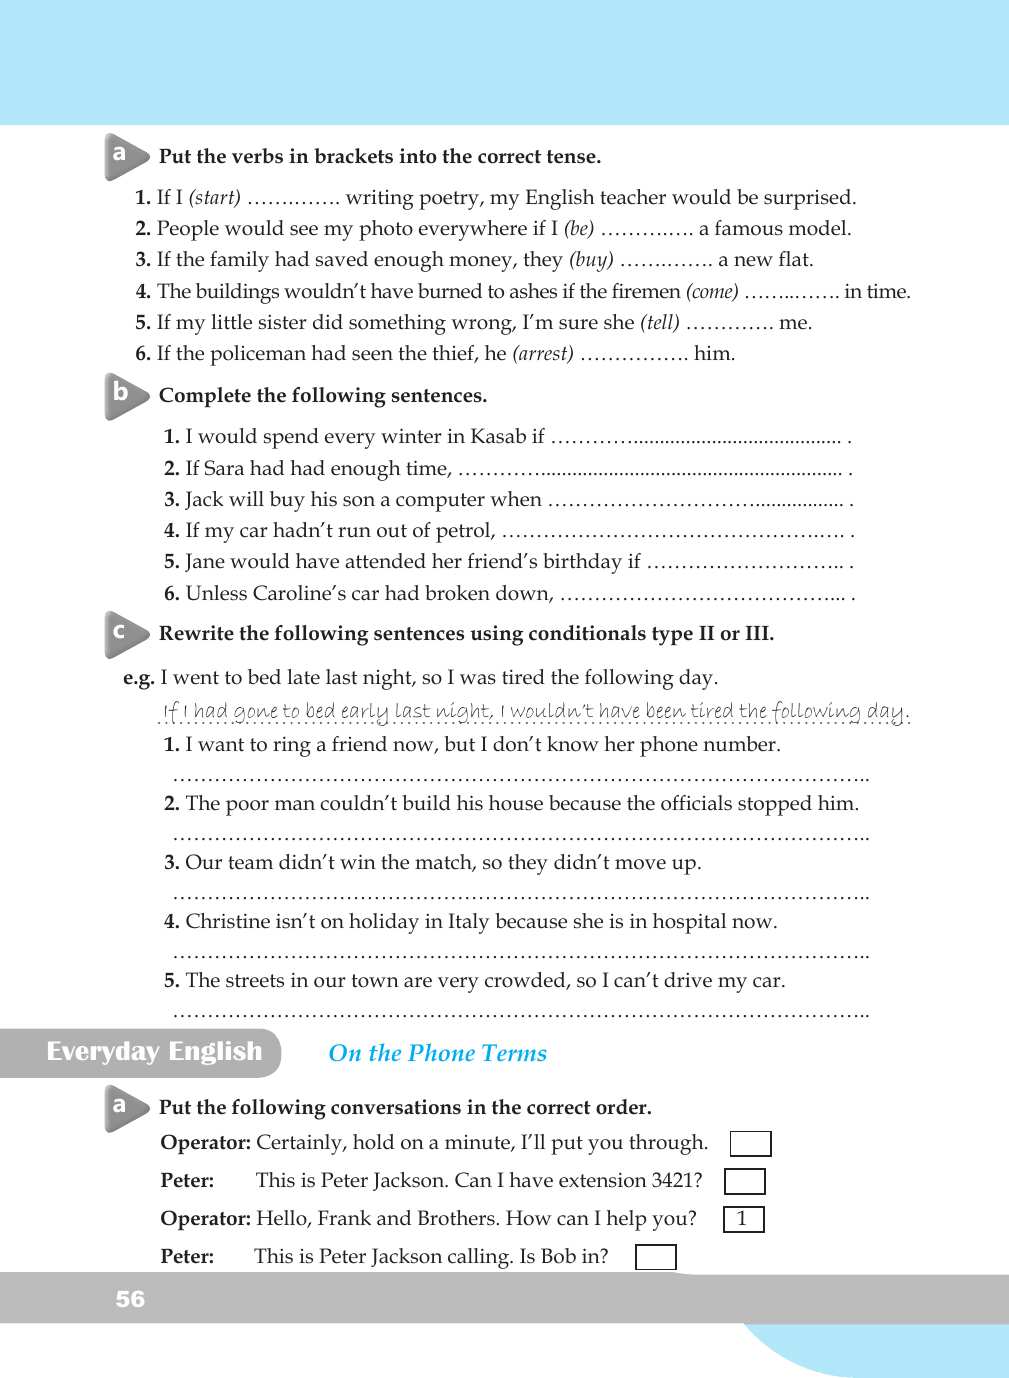 a Put the verbs in brackets into the correct tense.
1. If I (start) ………….. writing poetry, my English teacher would be surprised.
2. People would see my photo everywhere if I (be) ………….. a famous model.
3. If the family had saved enough money, they (buy) ………….. a new flat.
4. The buildings wouldn’t have burned to ashes if the firemen (come) ……..……. in time.
5. If my little sister did something wrong, I’m sure she (tell) …………. me.
6. If the policeman had seen the thief, he (arrest) ……………. him.
b Complete the following sentences.
1. I would spend every winter in Kasab if …………........................................ .
2. If Sara had had enough time, …………........................................................... .
3. Jack will buy his son a computer when …………………………................. .
4. If my car hadn’t run out of petrol, ……………………………………….…. .
5. Jane would have attended her friend’s birthday if ……………………….. .
6. Unless Caroline’s car had broken down, …………………………………... .
c Rewrite the following sentences using conditionals type II or III.
e.g. I went to bed late last night, so I was tired the following day.
If I had gone to bed early last night, I wouldn’t have been tired the following day.
1. I want to ring a friend now, but I don’t know her phone number.
………………………………………………………………………………………..
2. The poor man couldn’t build his house because the officials stopped him.
………………………………………………………………………………………..
3. Our team didn’t win the match, so they didn’t move up.
………………………………………………………………………………………..
4. Christine isn’t on holiday in Italy because she is in hospital now.
………………………………………………………………………………………..
5. The streets in our town are very crowded, so I can’t drive my car.
………………………………………………………………………………………..
Everyday English On the Phone Terms
a Put the following conversations in the correct order.
Operator: Certainly, hold on a minute, I’ll put you through.
Peter: This is Peter Jackson. Can I have extension 3421?
Operator: Hello, Frank and Brothers. How can I help you? 1
Peter: This is Peter Jackson calling. Is Bob in?
56